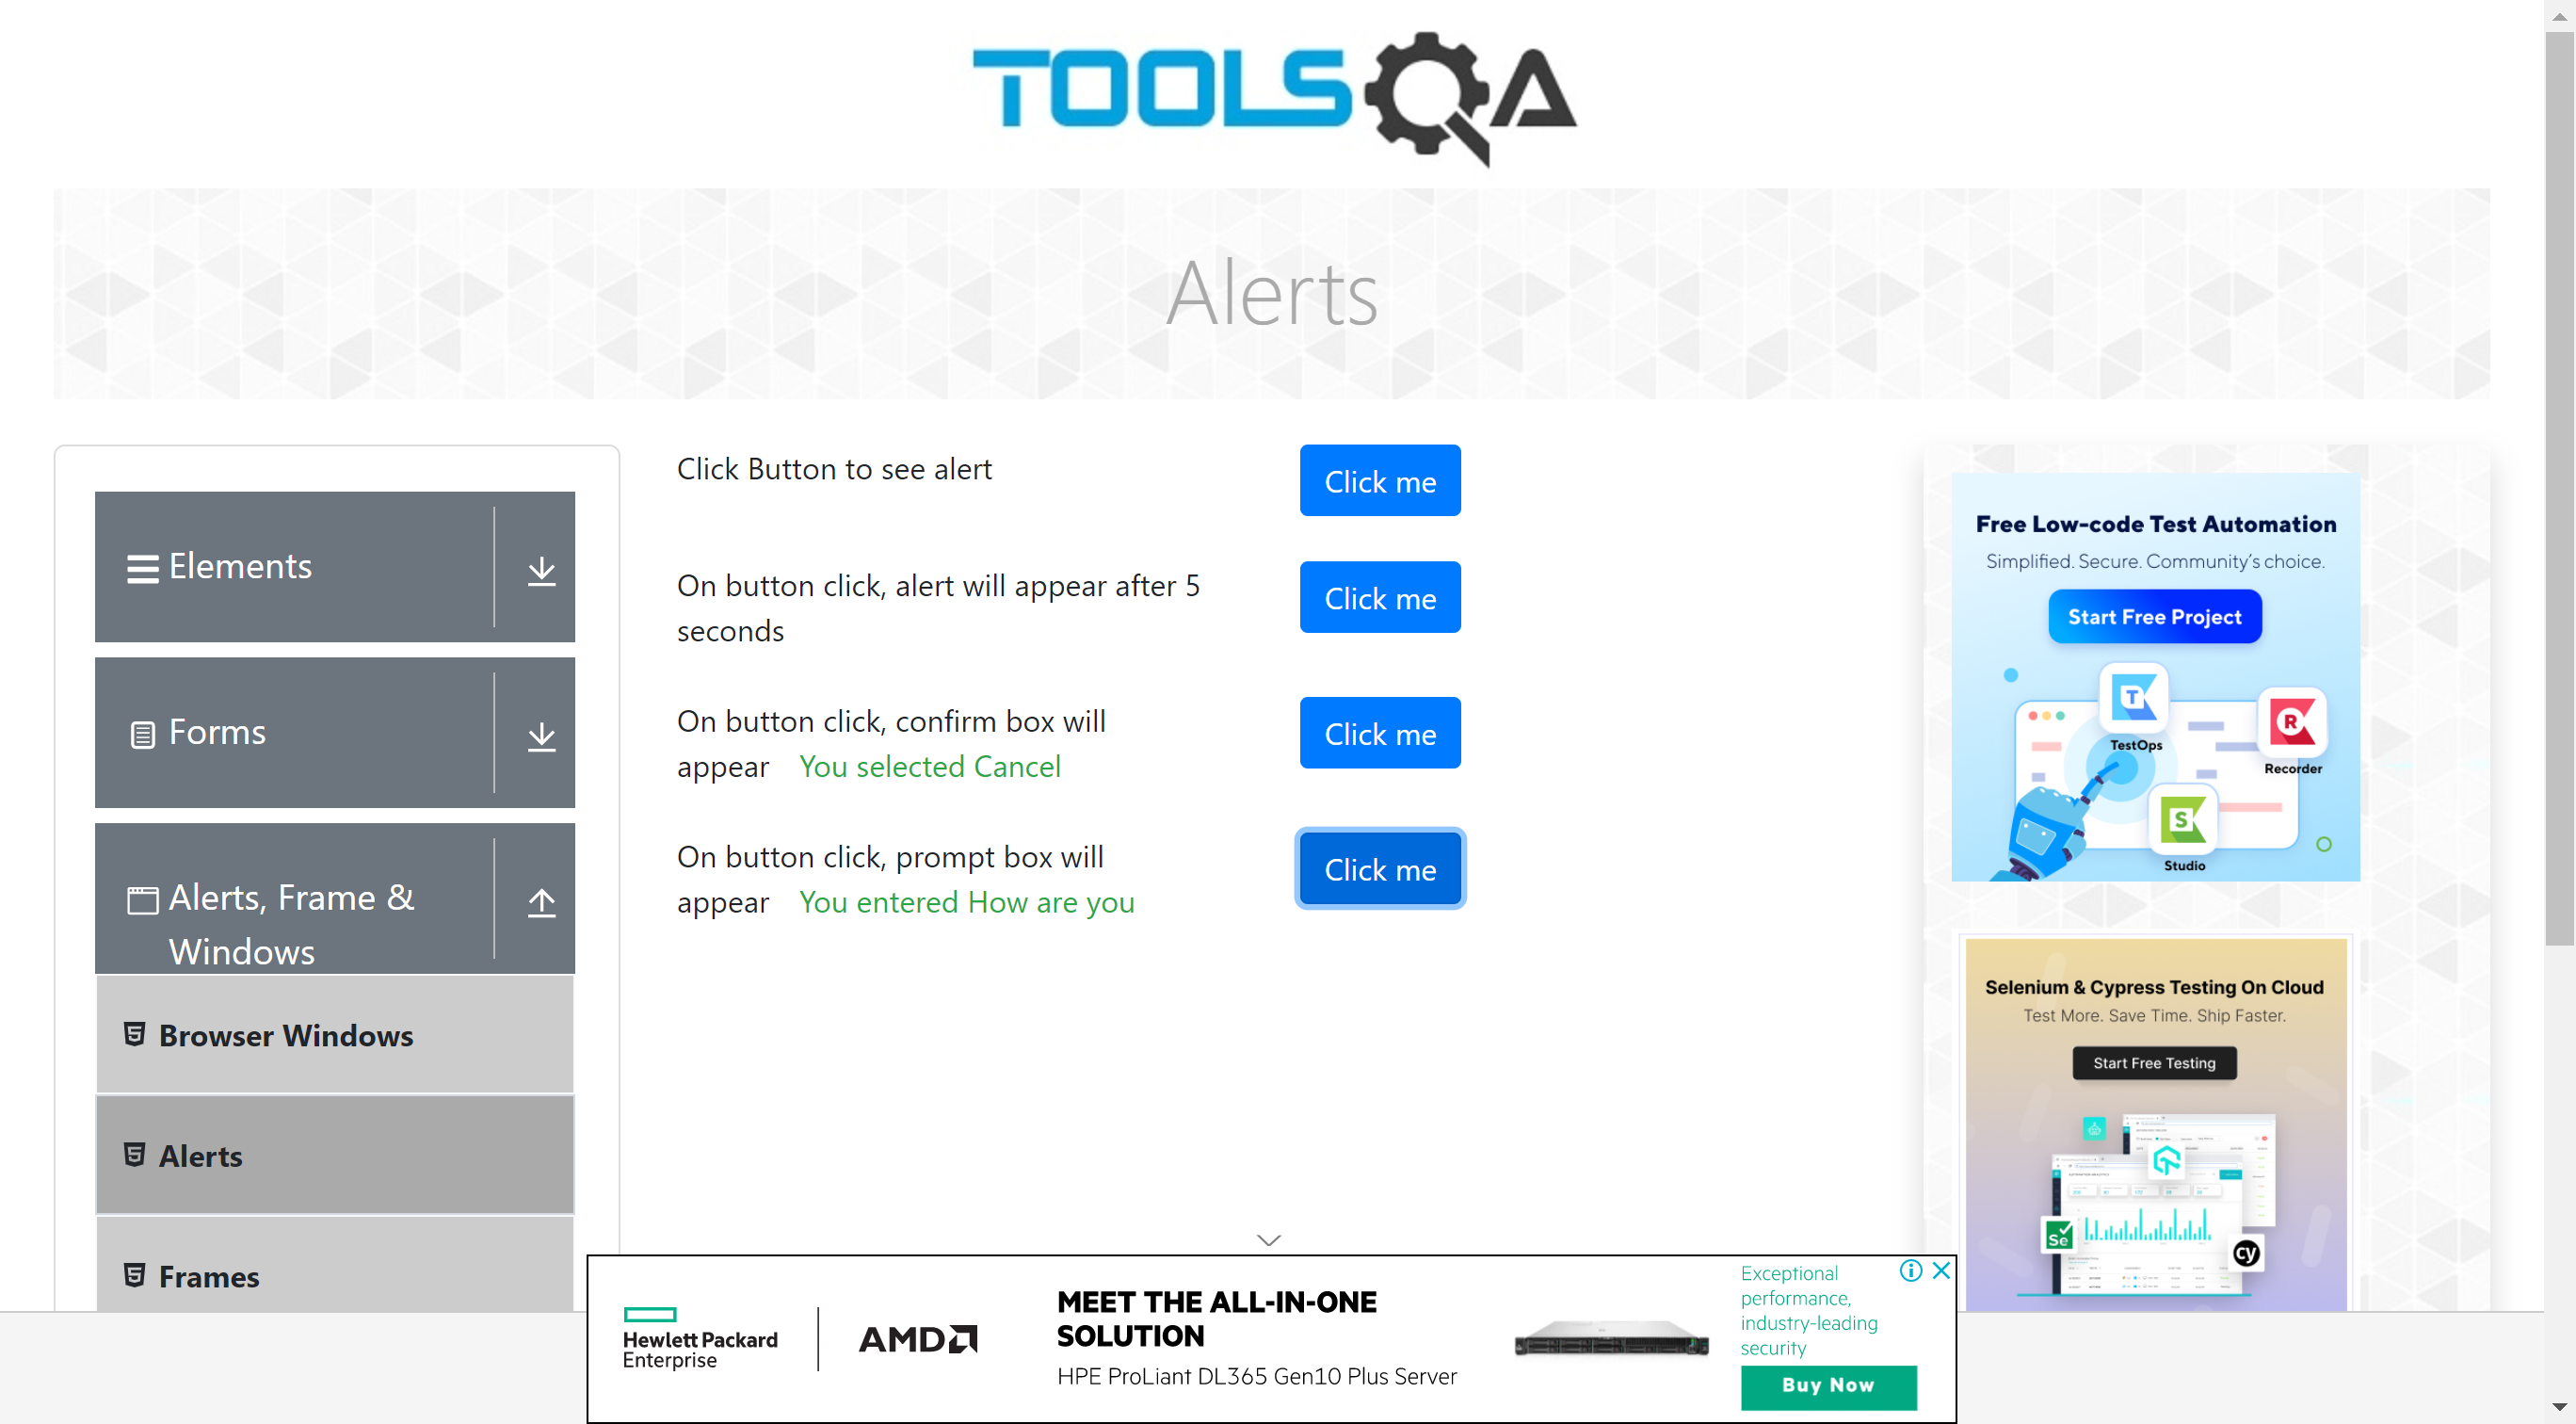 TOOLSQA
Alerts
Elements
Forms
Alerts, Frame &
Windows
Browser Windows
Alerts
Frames
Click Button to see alert
Click me
On button click, alert will appear after 5
seconds
Click me
On button click, confirm box will
appear You selected Cancel
Click me
On button click, prompt box will
appear You entered How are you
Click me
Free Low-code Test Automation
Simplified. Secure. Community's choice.
Start Free Project
T
TestOps
R
Recorder
S
Studio
Selenium & Cypress Testing On Cloud
Test More. Save Time. Ship Faster.
Start Free Testing
Se
cy
Hewlett Packard
Enterprise
AMD
MEET THE ALL-IN-ONE
SOLUTION
HPE ProLiant DL365 Gen10 Plus Server
Exceptional
performance,
industry-leading
security
Buy Now